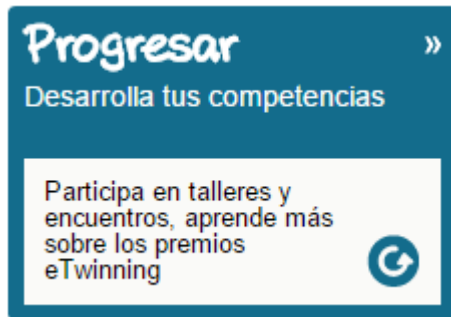 Progresar »
Desarrolla tus competencias
Participa en talleres y
encuentros, aprende más
sobre los premios
eTwinning